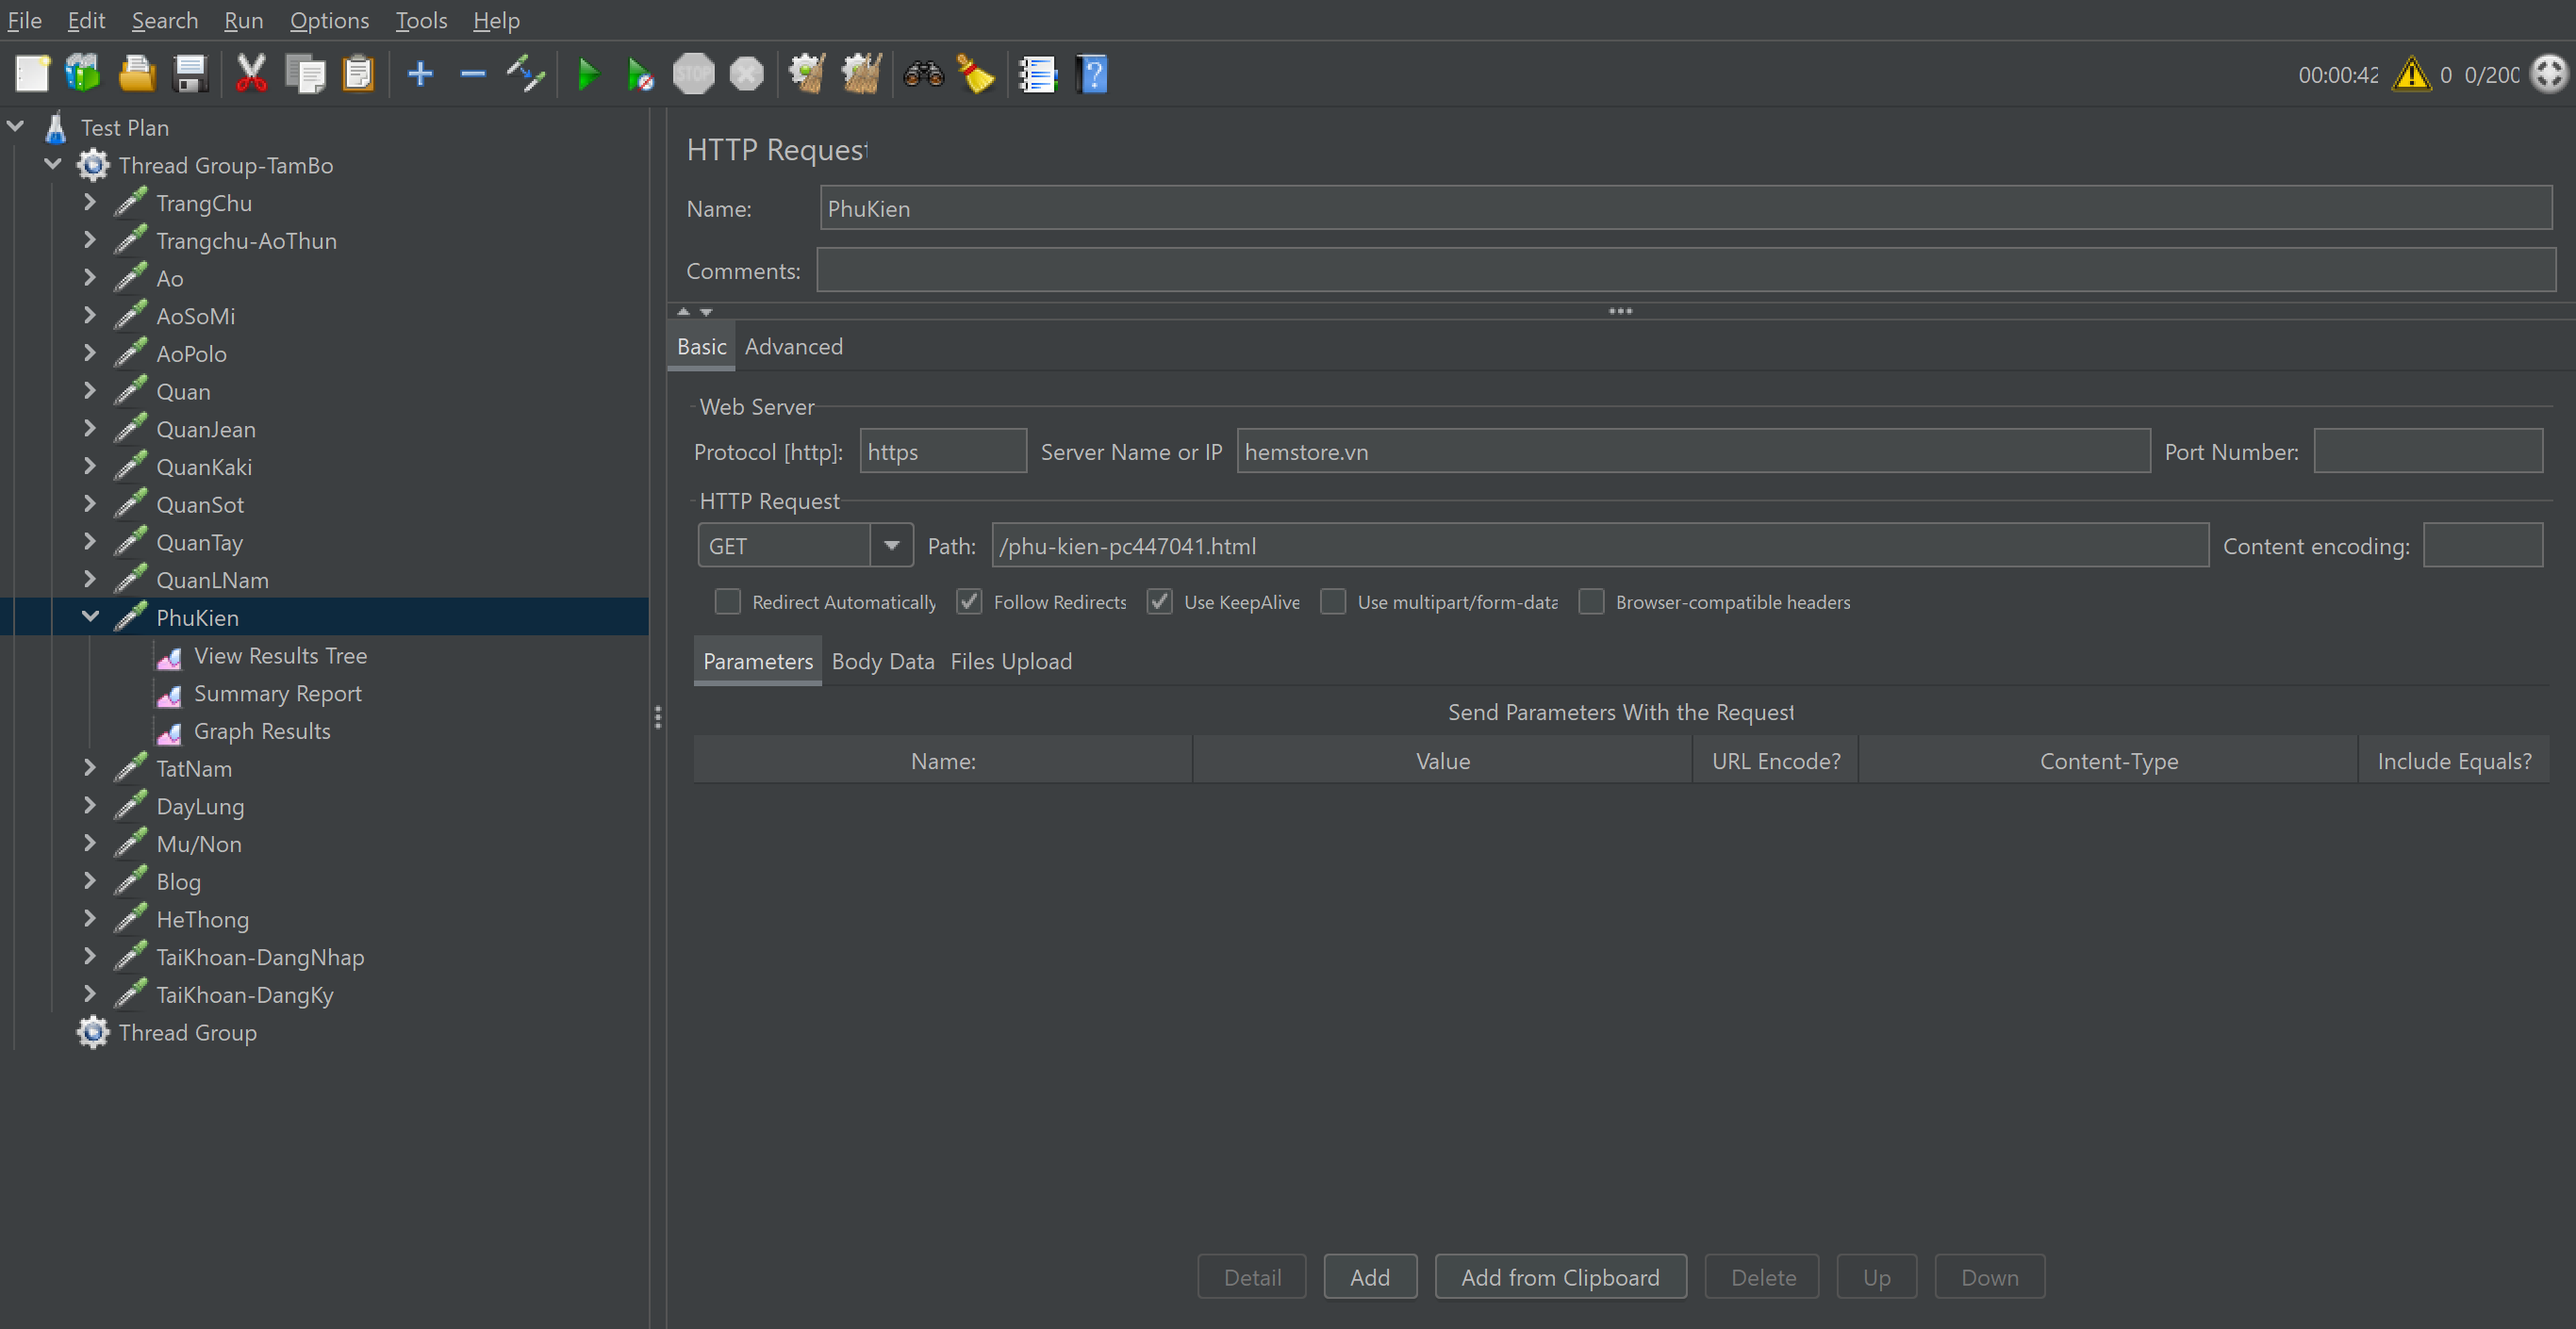 File Edit Search Run Options Tools Help
STOP ? 00:00:42 0 0/200
Test Plan
Thread Group-TamBo
TrangChu
Trangchu-AoThun
Ao
AoSoMi
AoPolo
Quan
QuanJean
QuanKaki
QuanSot
QuanTay
QuanLNam
PhuKien
View Results Tree
Summary Report
Graph Results
TatNam
DayLung
Mu/Non
Blog
HeThong
TaiKhoan-DangNhap
TaiKhoan-DangKy
Thread Group
HTTP Request
Name: PhuKien
Comments:
Basic Advanced
Web Server
Protocol [http]: https Server Name or IP hemstore.vn Port Number:
HTTP Request
GET Path: /phu-kien-pc447041.html Content encoding:
Redirect Automatically Follow Redirects Use KeepAlive Use multipart/form-data Browser-compatible headers
Parameters Body Data Files Upload
Send Parameters With the Request
Name: Value URL Encode? Content-Type Include Equals?
Detail Add Add from Clipboard Delete Up Down